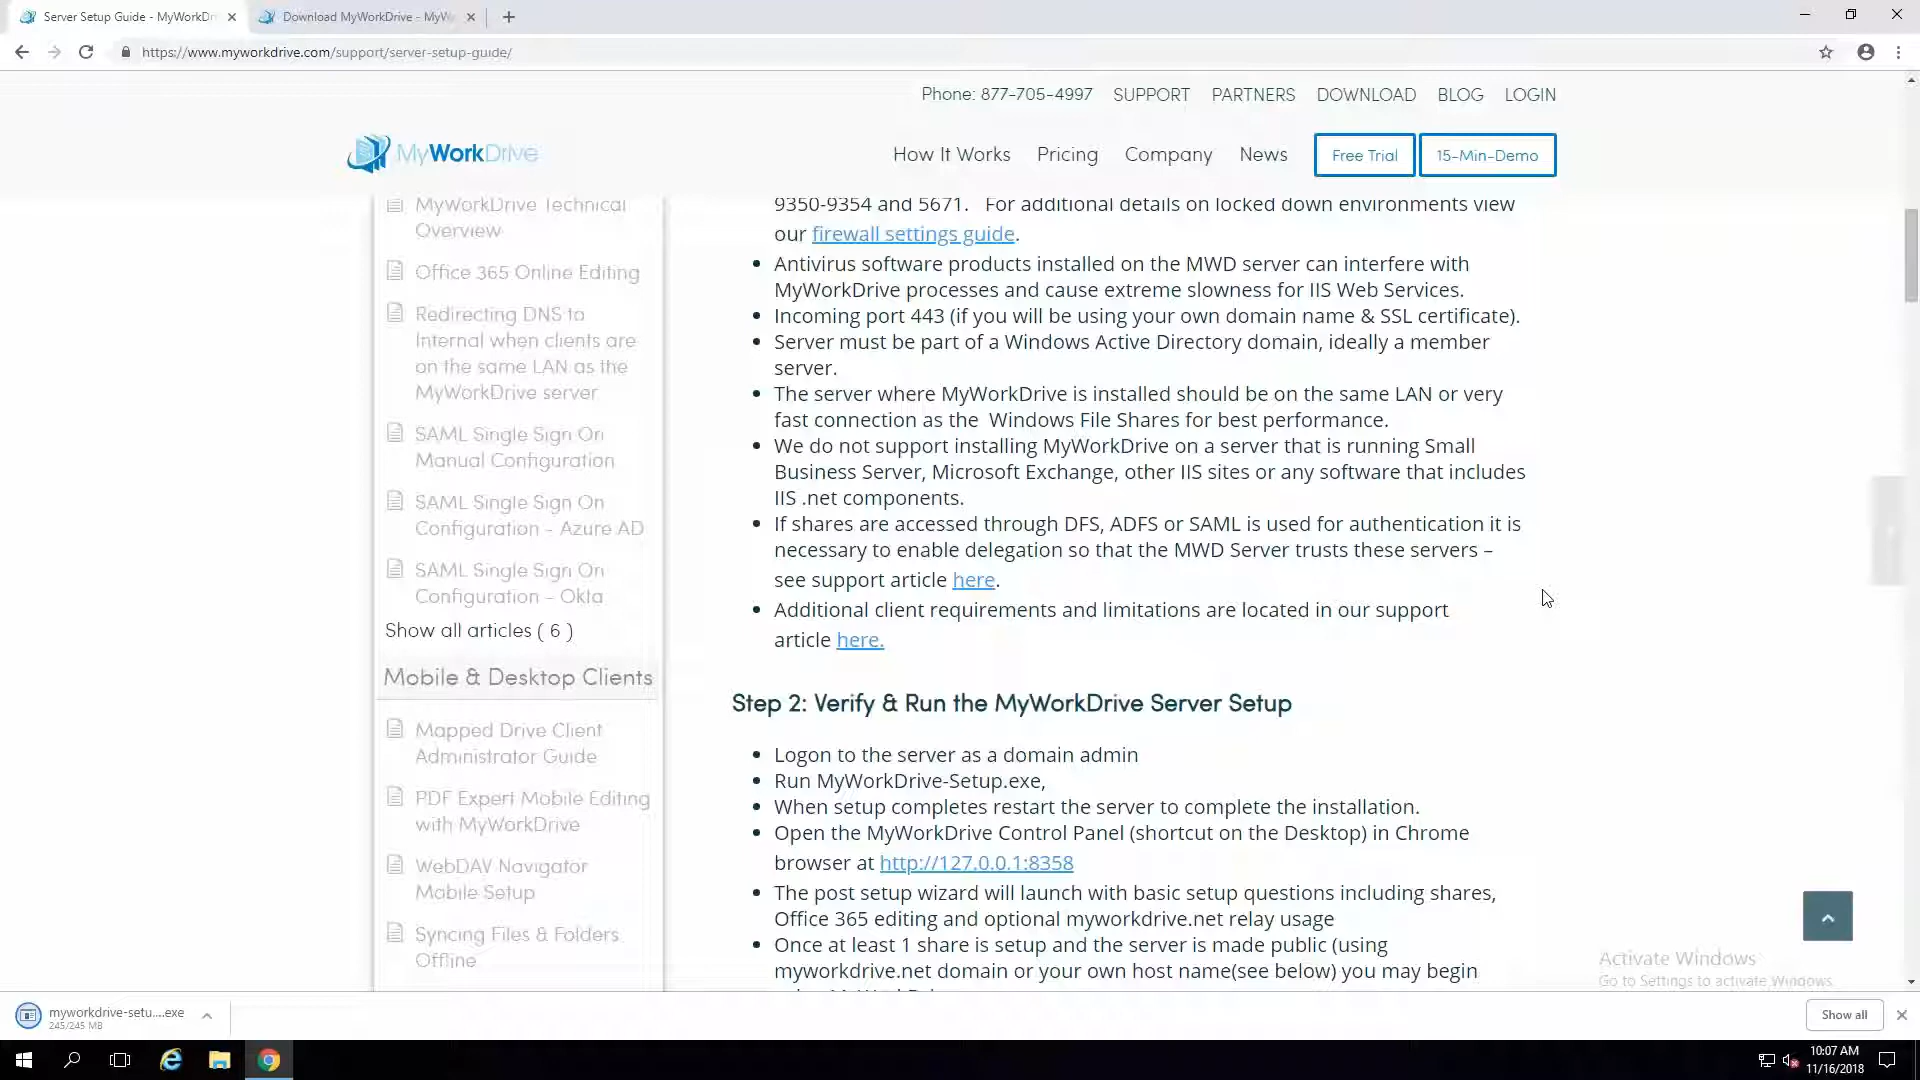 Server Setup Guide - MyWorkDr
Download MyWorkDrive - MyW
https://www.myworkdrive.com/support/server-setup-guide/
Phone: 877-705-4997 SUPPORT PARTNERS DOWNLOAD BLOG LOGIN
MyWorkDrive
How It Works Pricing Company News Free Trial 15-Min-Demo
MyWorkDrive Technical
Overview
Office 365 Online Editing
Redirecting DNS to
Internal when clients are
on the same LAN as the
MyWorkDrive server
SAML Single Sign On
Manual Configuration
SAML Single Sign On
Configuration - Azure AD
SAML Single Sign On
Configuration - Okta
Show all articles ( 6 )
Mobile & Desktop Clients
Mapped Drive Client
Administrator Guide
PDF Expert Mobile Editing
with MyWorkDrive
WebDAV Navigator
Mobile Setup
Syncing Files & Folders
Offline
9350-9354 and 5671. For additional details on locked down environments view
our firewall settings guide.
• Antivirus software products installed on the MWD server can interfere with
MyWorkDrive processes and cause extreme slowness for IIS Web Services.
• Incoming port 443 (if you will be using your own domain name & SSL certificate).
• Server must be part of a Windows Active Directory domain, ideally a member
server.
• The server where MyWorkDrive is installed should be on the same LAN or very
fast connection as the Windows File Shares for best performance.
• We do not support installing MyWorkDrive on a server that is running Small
Business Server, Microsoft Exchange, other IIS sites or any software that includes
IIS .net components.
• If shares are accessed through DFS, ADFS or SAML is used for authentication it is
necessary to enable delegation so that the MWD Server trusts these servers –
see support article here.
• Additional client requirements and limitations are located in our support
article here.
Step 2: Verify & Run the MyWorkDrive Server Setup
• Logon to the server as a domain admin
• Run MyWorkDrive-Setup.exe,
• When setup completes restart the server to complete the installation.
• Open the MyWorkDrive Control Panel (shortcut on the Desktop) in Chrome
browser at http://127.0.0.1:8358
• The post setup wizard will launch with basic setup questions including shares,
Office 365 editing and optional myworkdrive.net relay usage
• Once at least 1 share is setup and the server is made public (using
myworkdrive.net domain or your own host name(see below) you may begin
Activate Windows
Go to Settings to activate Windows.
myworkdrive-setu....exe
245/245 MB
Show all
10:07 AM
11/16/2018